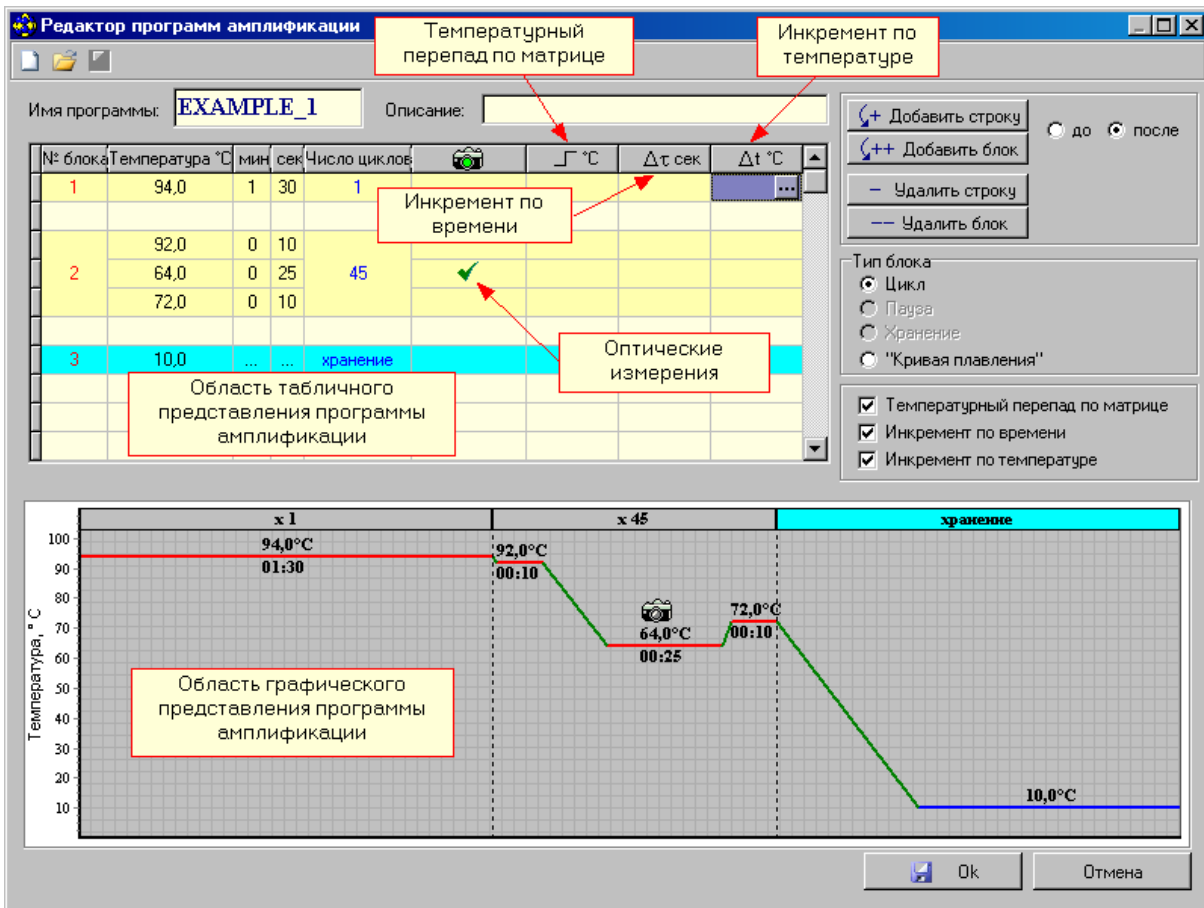 Редактор программ амплификации
Температурный
перепад по матрице
Инкремент по
температуре
Имя программы: EXAMPLE_1 Описание:
Добавить строку
до после
Добавить блок
Удалить строку
Удалить блок
№ блока Температура °C мин сек Число циклов °C Δτ сек Δt °C
1 94,0 1 30 1 ...
Инкремент по
времени
92,0 0 10
2 64,0 0 25 45
72,0 0 10
3 10,0 ... ... хранение
Оптические
измерения
Область табличного
представления программы
амплификации
Тип блока
Цикл
Пауза
Хранение
"Кривая плавления"
Температурный перепад по матрице
Инкремент по времени
Инкремент по температуре
x 1 x 45 хранение
Температура, ° C
100
90
80
70
60
50
40
30
20
10
94,0°C
01:30
92,0°C
00:10
64,0°C
00:25
72,0°C
00:10
10,0°C
Область графического
представления программы
амплификации
Ok Отмена